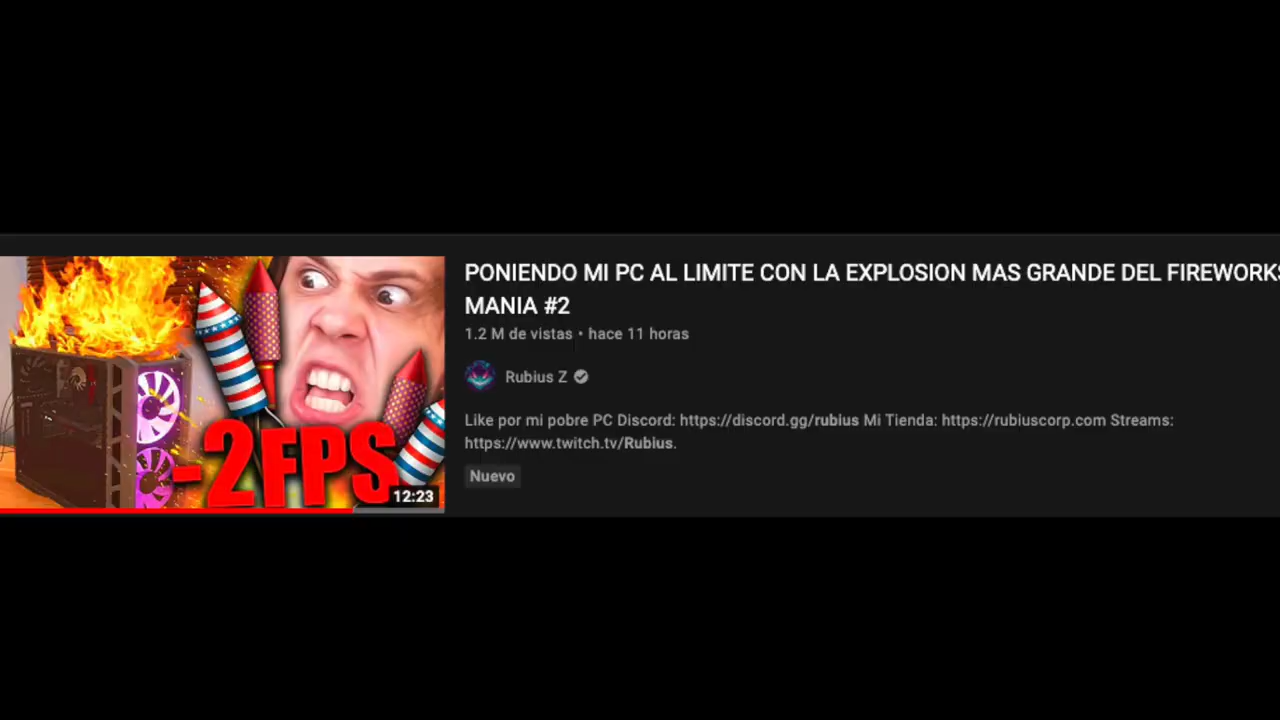 PONIENDO MI PC AL LIMITE CON LA EXPLOSION MAS GRANDE DEL FIREWORKS
MANIA #2
1.2 M de vistas • hace 11 horas
Rubius Z
Like por mi pobre PC Discord: https://discord.gg/rubius Mi Tienda: https://rubiuscorp.com Streams:
https://www.twitch.tv/Rubius.
Nuevo
-2FPS
12:23